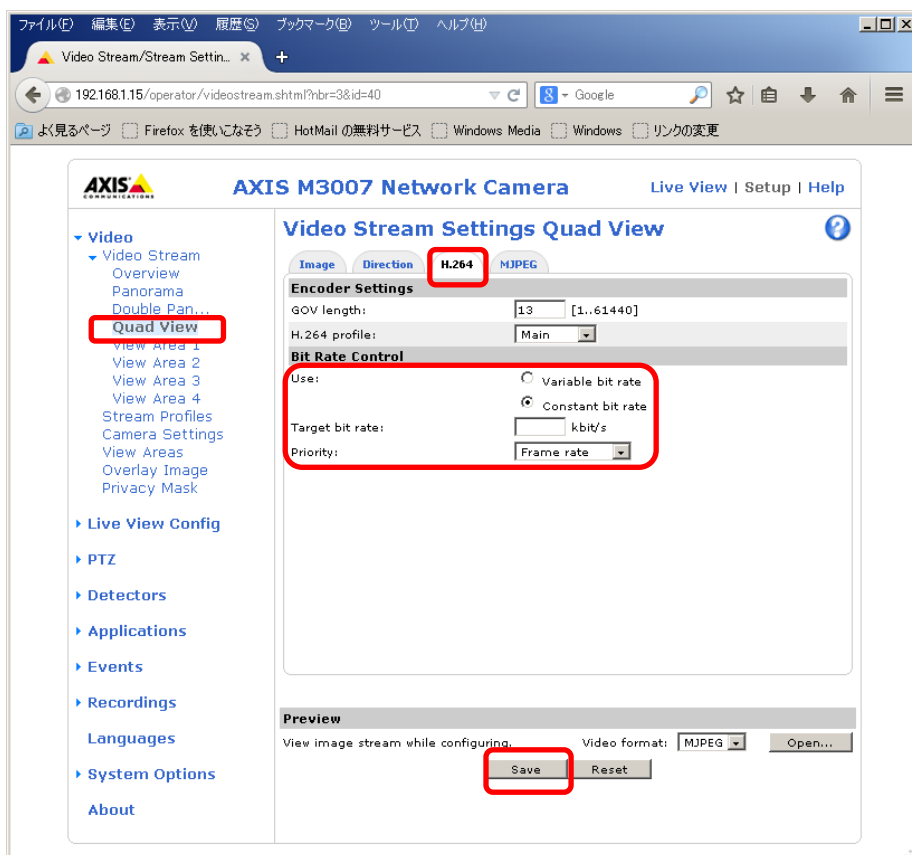 ファイル(F) 編集(E) 表示(V) 履歴(S) ブックマーク(B) ツール(T) ヘルプ(H)
Video Stream/Stream Settin... × +
192.168.1.15/operator/videostream.shtml?nbr=3&id=40
8 Google
よく見るページ Firefox を使いこなそう HotMail の無料サービス Windows Media Windows リンクの変更
AXIS COMMUNICATIONS
AXIS M3007 Network Camera
Live View | Setup | Help
Video
Video Stream
Overview
Panorama
Double Pan...
Quad View
View Area 1
View Area 2
View Area 3
View Area 4
Stream Profiles
Camera Settings
View Areas
Overlay Image
Privacy Mask
Live View Config
PTZ
Detectors
Applications
Events
Recordings
Languages
System Options
About
Video Stream Settings Quad View
?
Image Direction H.264 MJPEG
Encoder Settings
GOV length: 13 [1..61440]
H.264 profile: Main
Bit Rate Control
Use: Variable bit rate
Constant bit rate
Target bit rate: kbit/s
Priority: Frame rate
Preview
View image stream while configuring. Video format: MJPEG Open...
Save Reset